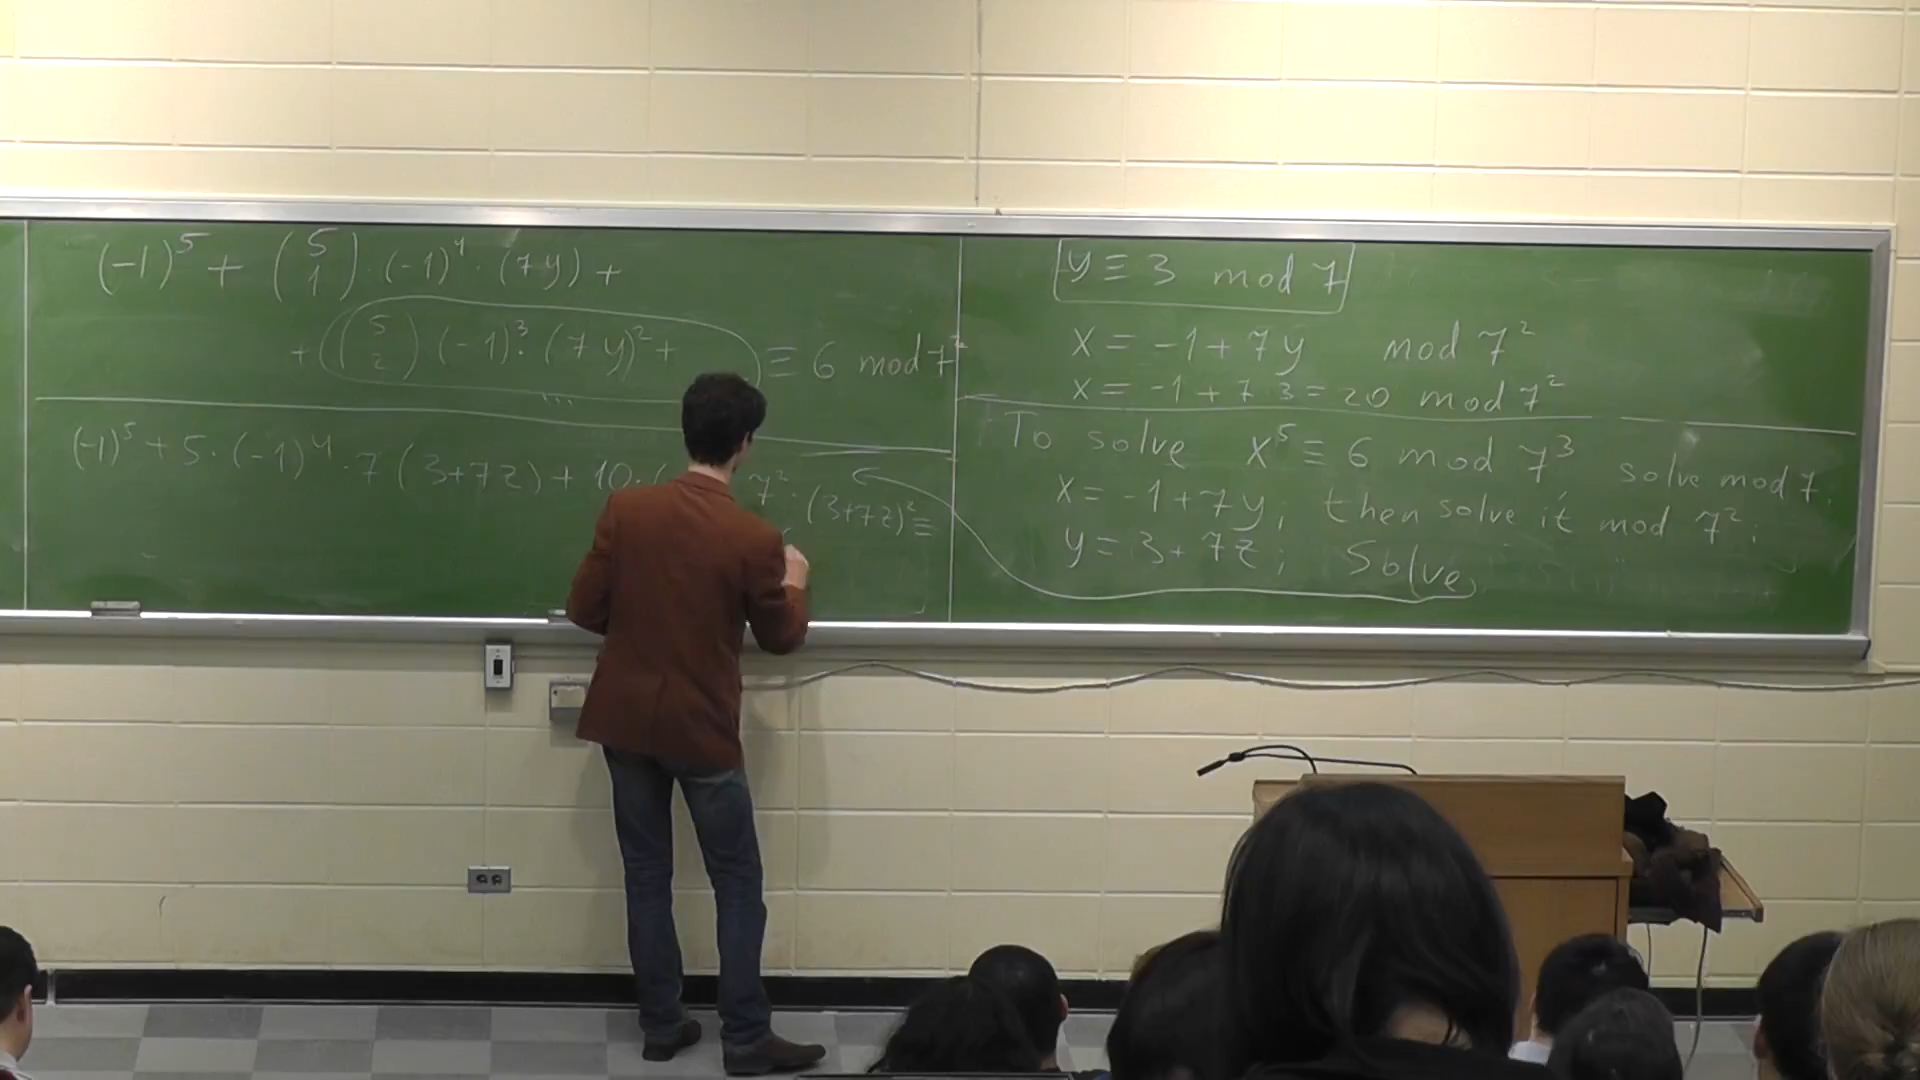 (-1)^5 + (5 1) · (-1)^4 · (7y) +
+ (5 2) (-1)^3 · (7y)^2 + ≡ 6 mod 7^2
...
(-1)^5 + 5 · (-1)^4 · 7 (3+7z) + 10 · ( 7^2 · (3+7z)^2 ≡
y ≡ 3 mod 7
x = -1 + 7y mod 7^2
x = -1 + 7 3 = 20 mod 7^2
To solve x^5 ≡ 6 mod 7^3 solve mod 7.
x = -1 + 7y, then solve it mod 7^2;
y = 3 + 7z; Solve